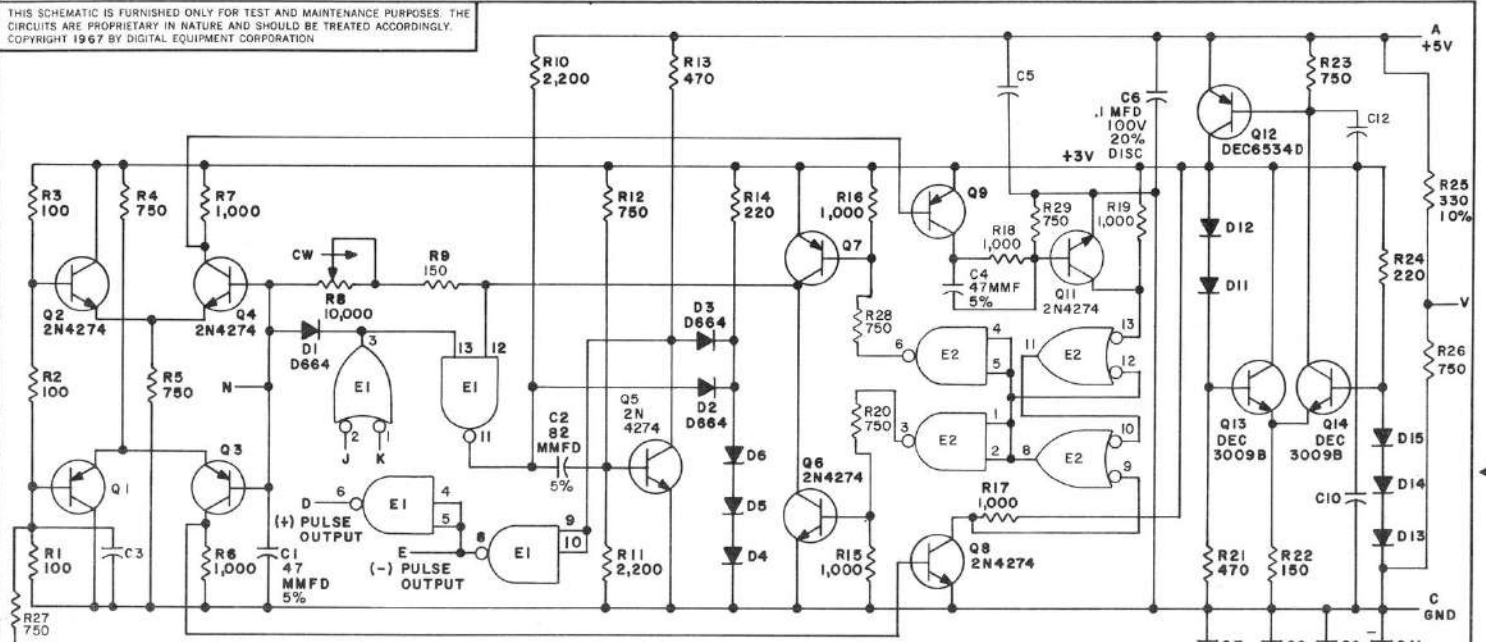 THIS SCHEMATIC IS FURNISHED ONLY FOR TEST AND MAINTENANCE PURPOSES. THE
CIRCUITS ARE PROPRIETARY IN NATURE AND SHOULD BE TREATED ACCORDINGLY.
COPYRIGHT 1967 BY DIGITAL EQUIPMENT CORPORATION
A
+5V
R10
2,200
R13
470
C5
C6
.1 MFD
100V
20%
DISC
R23
750
Q12
DEC6534D
C12
+3V
R3
100
R4
750
R7
1,000
R12
750
R14
220
R16
1,000
Q9
R29
750
R19
1,000
R18
1,000
R25
330
10%
D12
R24
220
CW
R9
150
Q7
C4
47MMF
5%
Q11
2N4274
D11
V
Q2
2N4274
Q4
2N4274
R8
10,000
D3
D664
R28
750
D1
D664
3
13
12
4
6
E2
5
11
E2
13
12
R26
750
R2
100
R5
750
E1
E1
N
2
1
J
K
11
C2
82
MMFD
5%
Q5
2N
4274
D2
D664
R20
750
1
3
E2
2
8
E2
10
9
Q13
DEC
3009B
Q14
DEC
3009B
D15
D6
Q1
Q3
D
6
E1
4
5
(+) PULSE
OUTPUT
Q6
2N4274
D14
D5
R17
1,000
C10
E
8
E1
9
10
(-) PULSE
OUTPUT
D13
R1
100
C3
R6
1,000
C1
47
MMFD
5%
R11
2,200
D4
R15
1,000
Q8
2N4274
R21
470
R22
150
C
GND
R27
750